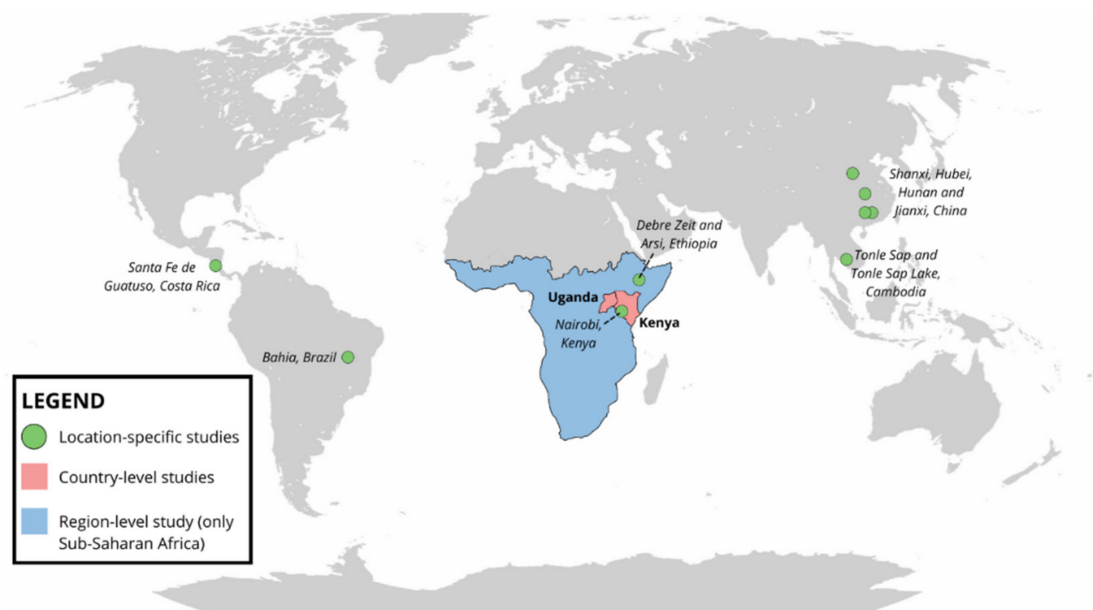 Shanxi, Hubei,
Hunan and
Jianxi, China
Debre Zeit and
Arsi, Ethiopia
Tonle Sap and
Tonle Sap Lake,
Cambodia
Santa Fe de
Guatuso, Costa Rica
Uganda
Kenya
Nairobi,
Kenya
Bahia, Brazil
LEGEND
Location-specific studies
Country-level studies
Region-level study (only
Sub-Saharan Africa)